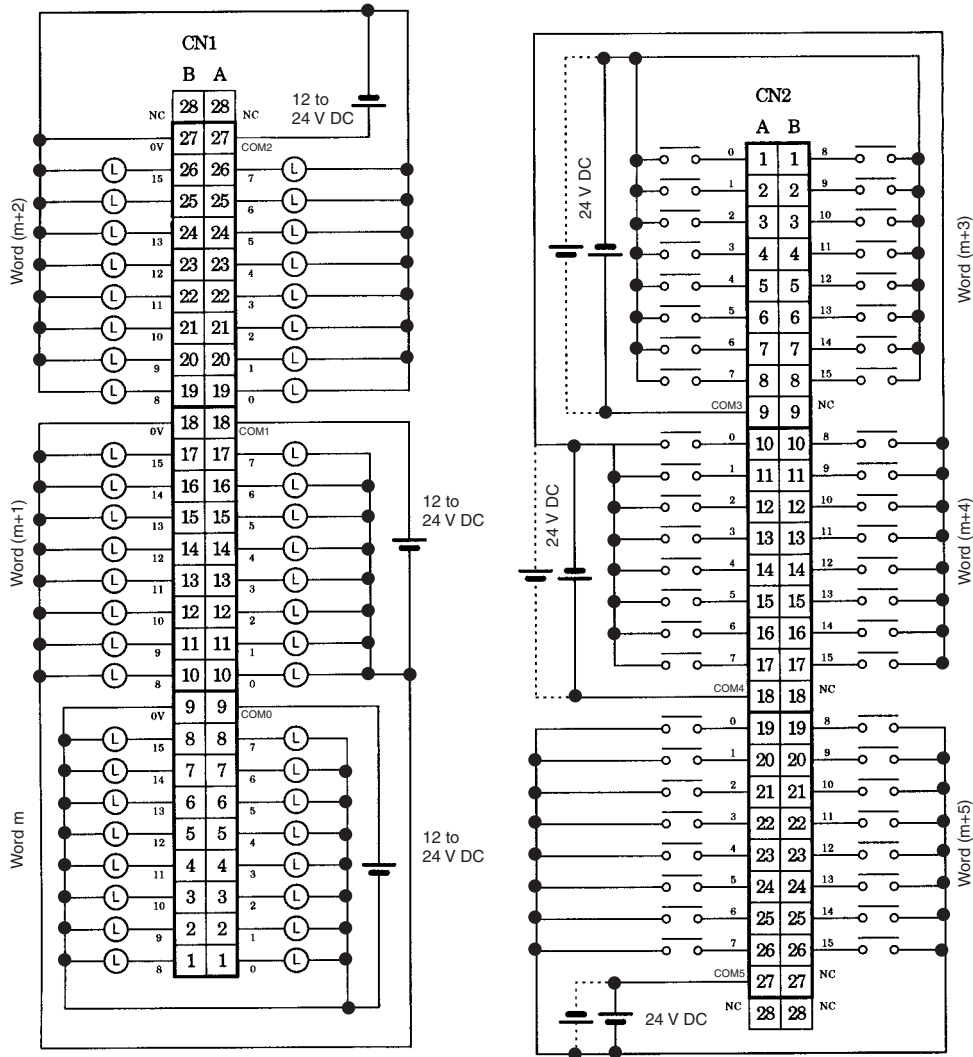 CN1
B A
NC 28 28 NC
12 to
24 V DC
0V 27 27 COM2
Word (m+2)
L 15 26 26 7 L
L 25 25 6 L
L 13 24 24 5 L
L 12 23 23 4 L
L 11 22 22 3 L
L 10 21 21 2 L
L 9 20 20 1 L
L 8 19 19 0 L
0V 18 18 COM1
Word (m+1)
L 15 17 17 7 L
L 14 16 16 6 L
L 13 15 15 5 L
L 12 14 14 4 L
L 11 13 13 3 L
L 10 12 12 2 L
L 9 11 11 1 L
L 8 10 10 0 L
12 to
24 V DC
0V 9 9 COM0
Word m
L 15 8 8 7 L
L 14 7 7 6 L
L 13 6 6 5 L
L 12 5 5 4 L
L 11 4 4 3 L
L 10 3 3 2 L
L 9 2 2 1 L
L 8 1 1 0 L
12 to
24 V DC
CN2
A B
24 V DC
0 1 1 8
1 2 2 9
2 3 3 10
3 4 4 11
4 5 5 12
5 6 6 13
6 7 7 14
7 8 8 15
COM3 9 9 NC
Word (m+3)
24 V DC
0 10 10 8
1 11 11 9
2 12 12 10
3 13 13 11
4 14 14 12
5 15 15 13
6 16 16 14
7 17 17 15
COM4 18 18 NC
Word (m+4)
0 19 19 8
1 20 20 9
2 21 21 10
3 22 22 11
4 23 23 12
5 24 24 13
6 25 25 14
7 26 26 15
COM5 27 27 NC
NC 28 28 NC
Word (m+5)
24 V DC